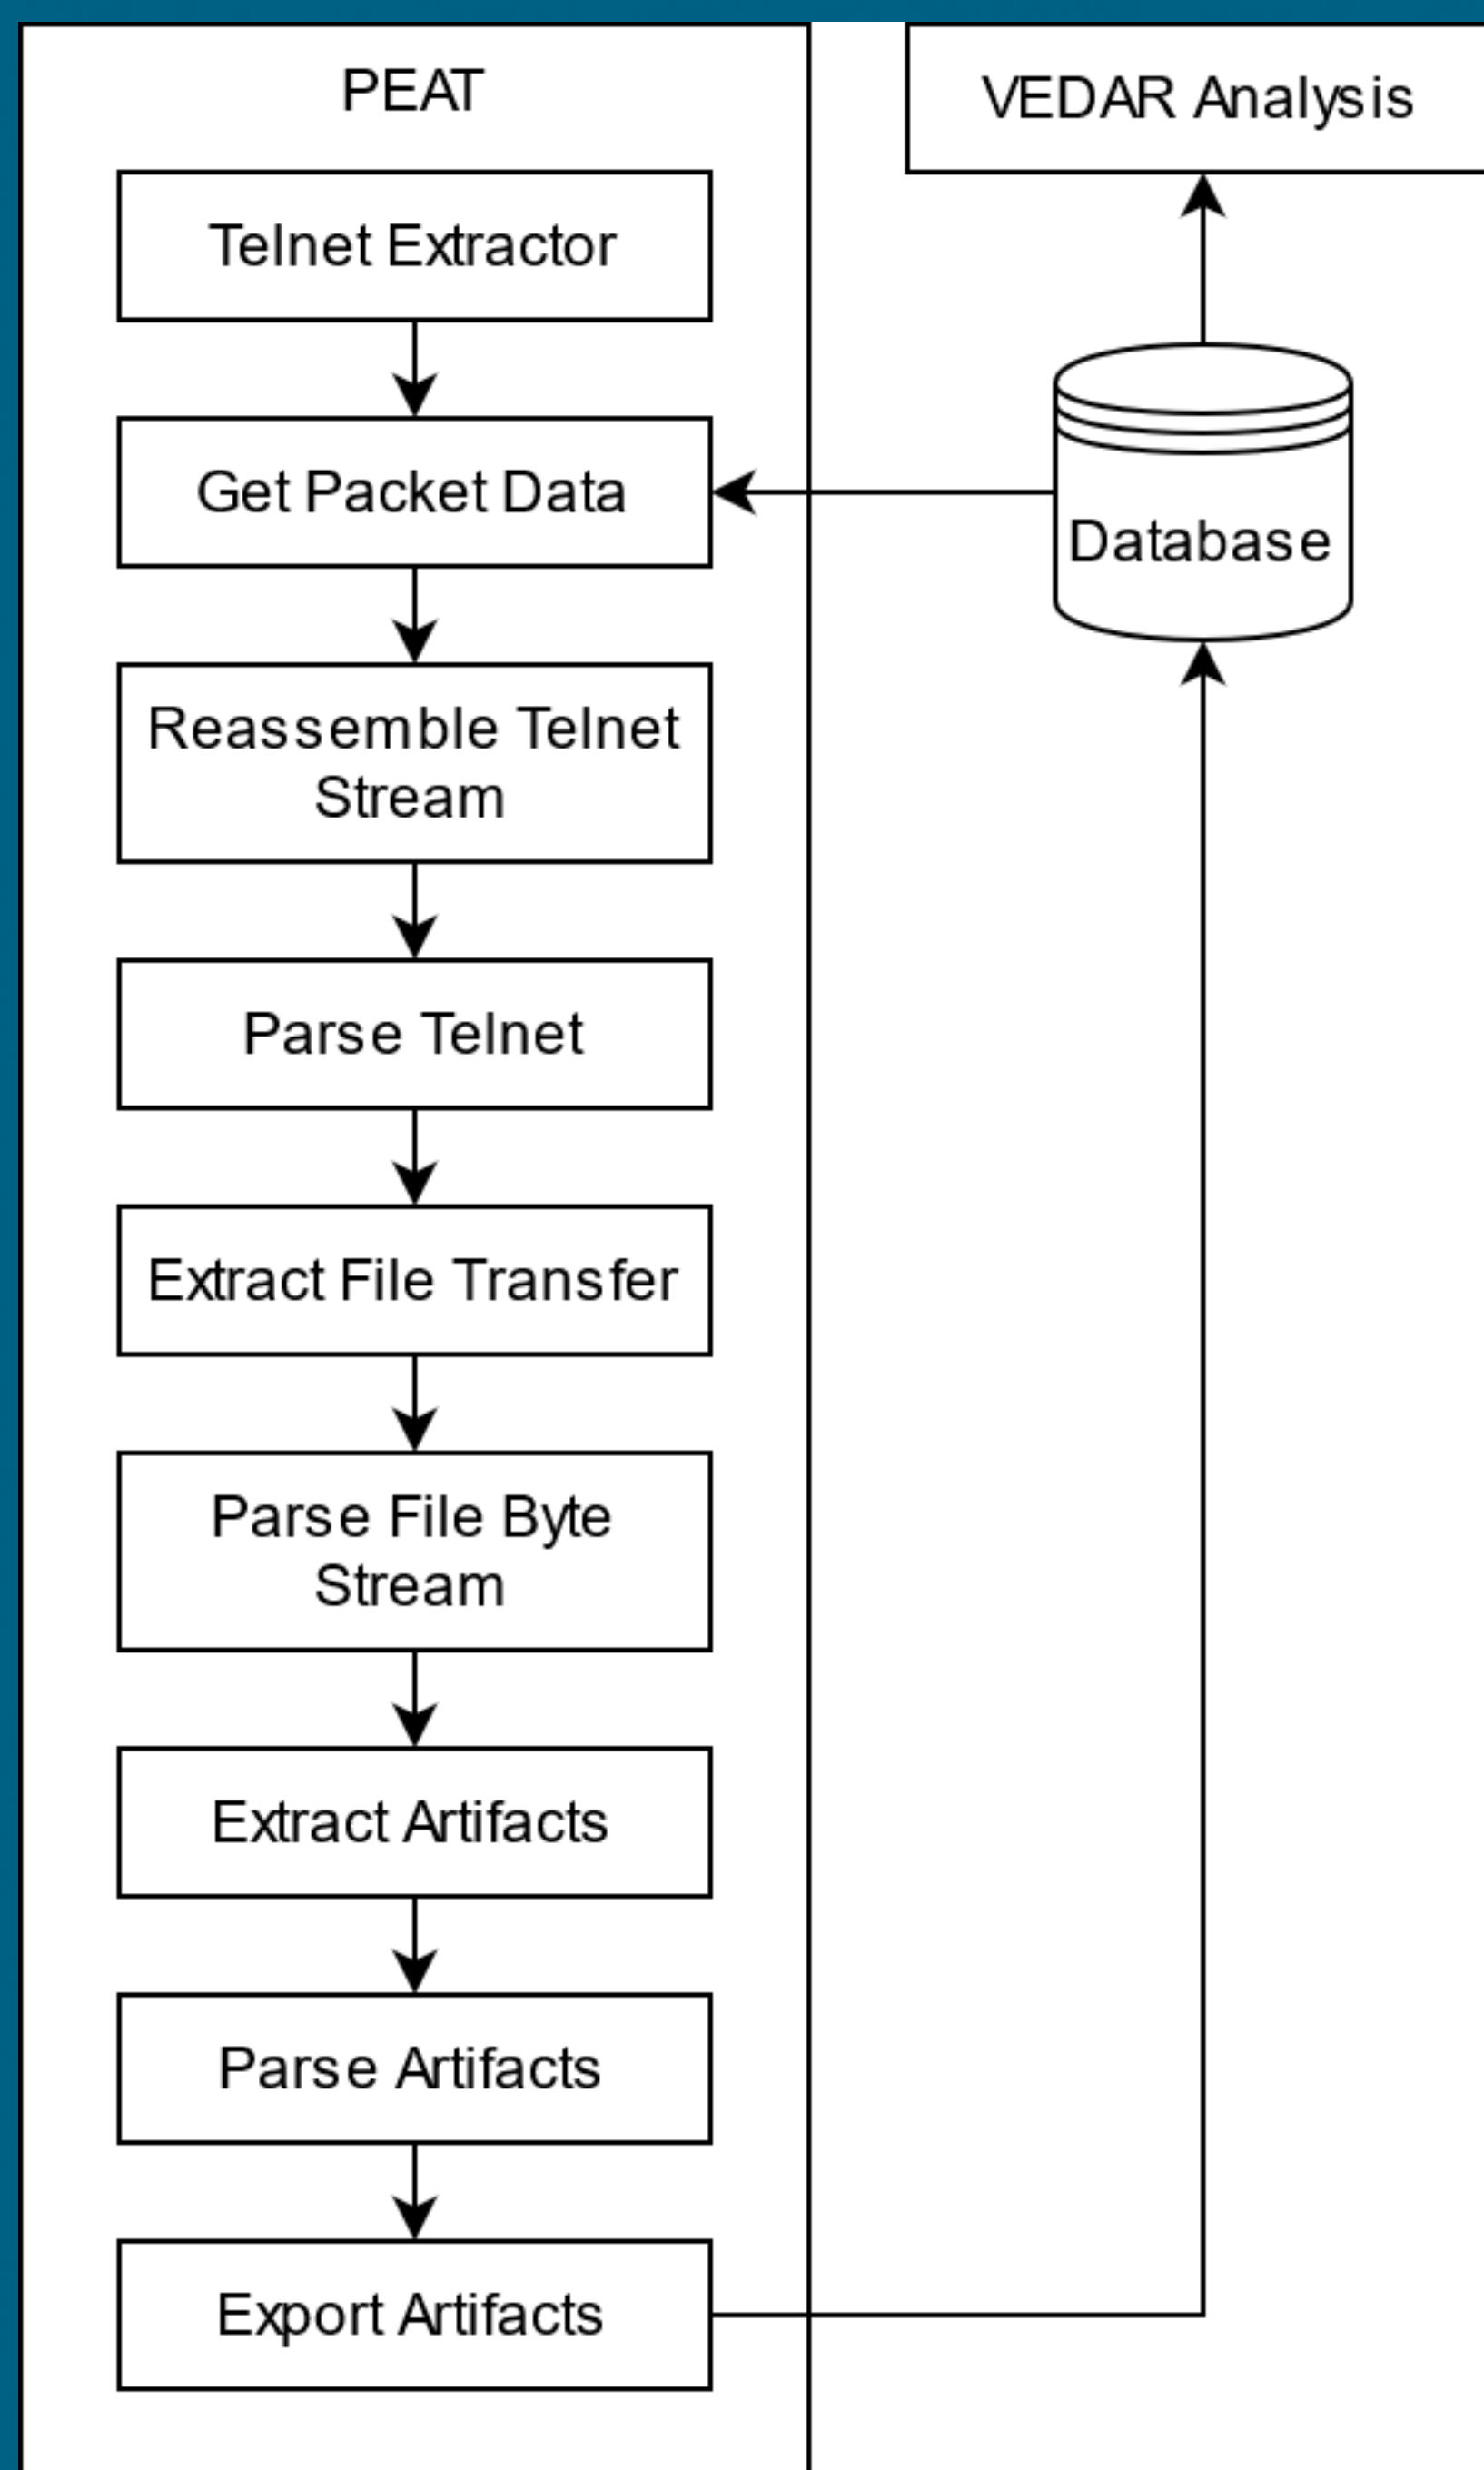 PEAT
Telnet Extractor
Get Packet Data
Reassemble Telnet
Stream
Parse Telnet
Extract File Transfer
Parse File Byte
Stream
Extract Artifacts
Parse Artifacts
Export Artifacts
VEDAR Analysis
Database